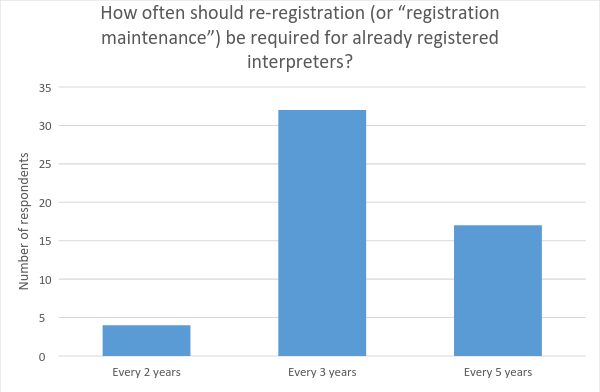 How often should re-registration (or “registration
maintenance”) be required for already registered
interpreters?
35
30
25
20
15
10
5
0
Number of respondents
Every 2 years
Every 3 years
Every 5 years